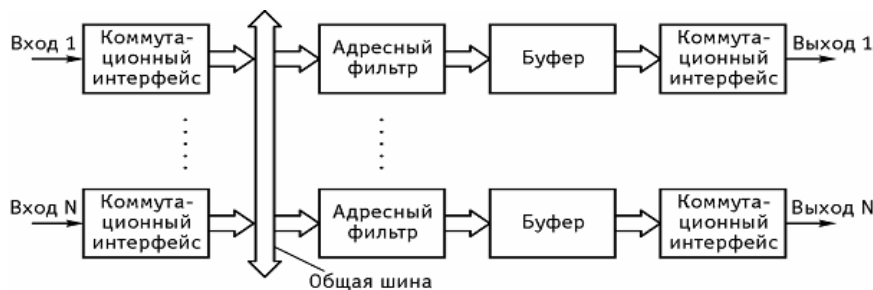 Вход 1
Коммута-
ционный
интерфейс
Адресный
фильтр
Буфер
Коммута-
ционный
интерфейс
Выход 1
Вход N
Коммута-
ционный
интерфейс
Адресный
фильтр
Буфер
Коммута-
ционный
интерфейс
Выход N
Общая шина